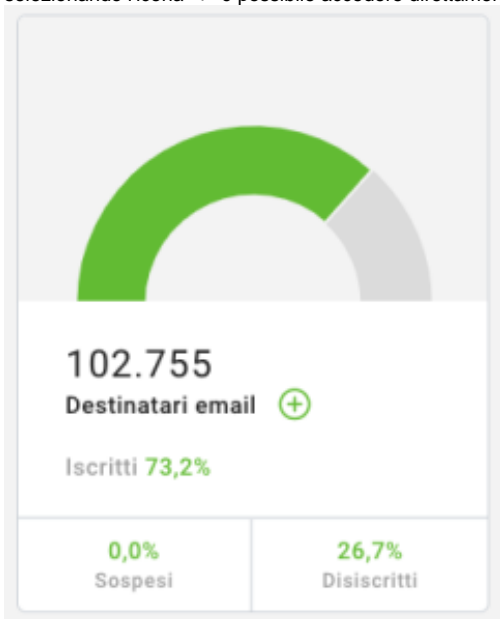 102.755
Destinatari email
Iscritti 73,2%
0,0%
Sospesi
26,7%
Disiscritti